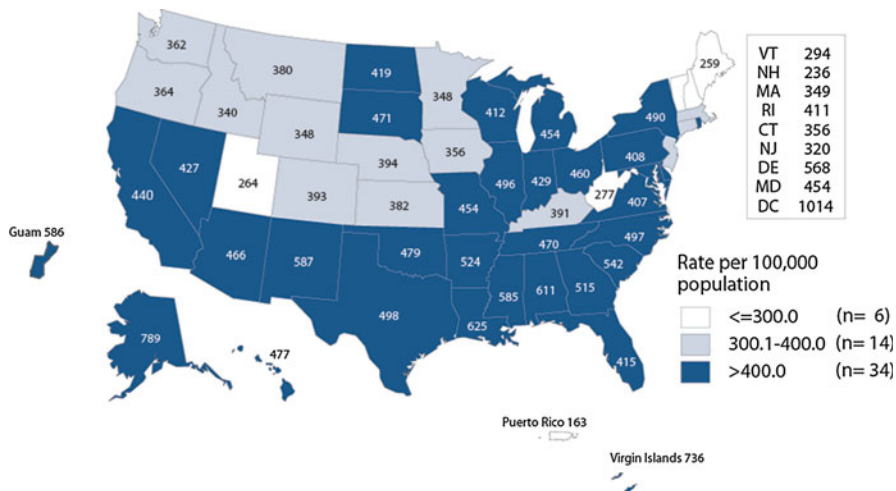 362
380
419
348
259
VT 294
NH 236
MA 349
RI 411
CT 356
NJ 320
DE 568
MD 454
DC 1014
364
340
348
471
412
454
490
427
264
393
394
356
496
429
460
408
440
382
454
391
277
407
Guam 586
466
587
479
524
470
497
542
585
611
515
498
625
415
789
477
Rate per 100,000
population
<=300.0 (n= 6)
300.1-400.0 (n= 14)
>400.0 (n= 34)
Puerto Rico 163
Virgin Islands 736